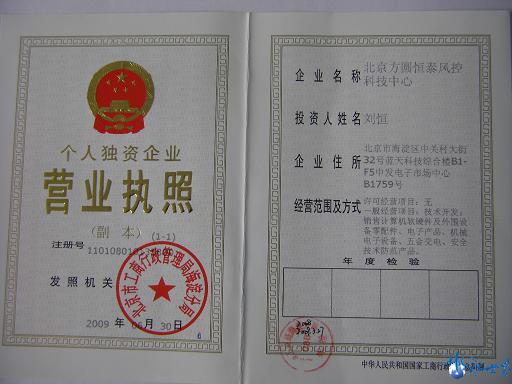 个人独资企业
营业执照
(副 本) (1-1)
注册号
发照机关
北京市工商行政管理局海淀分局
2009 年 06 月 30 日
6
企业名称 北京方圆恒泰风控
科技中心
投资人姓名 刘恒
企业住所 北京市海淀区中关村大街
32号蓝天科技综合楼B1-
F5中发电子市场中心
B1759号
经营范围及方式 许可经营项目：无
一般经营项目：技术开发；
销售计算机软硬件及外围设
备零配件、电子产品、机械
电子设备、五金交电、安全
技术防范产品。
年度检验
中华人民共和国国家工商行政